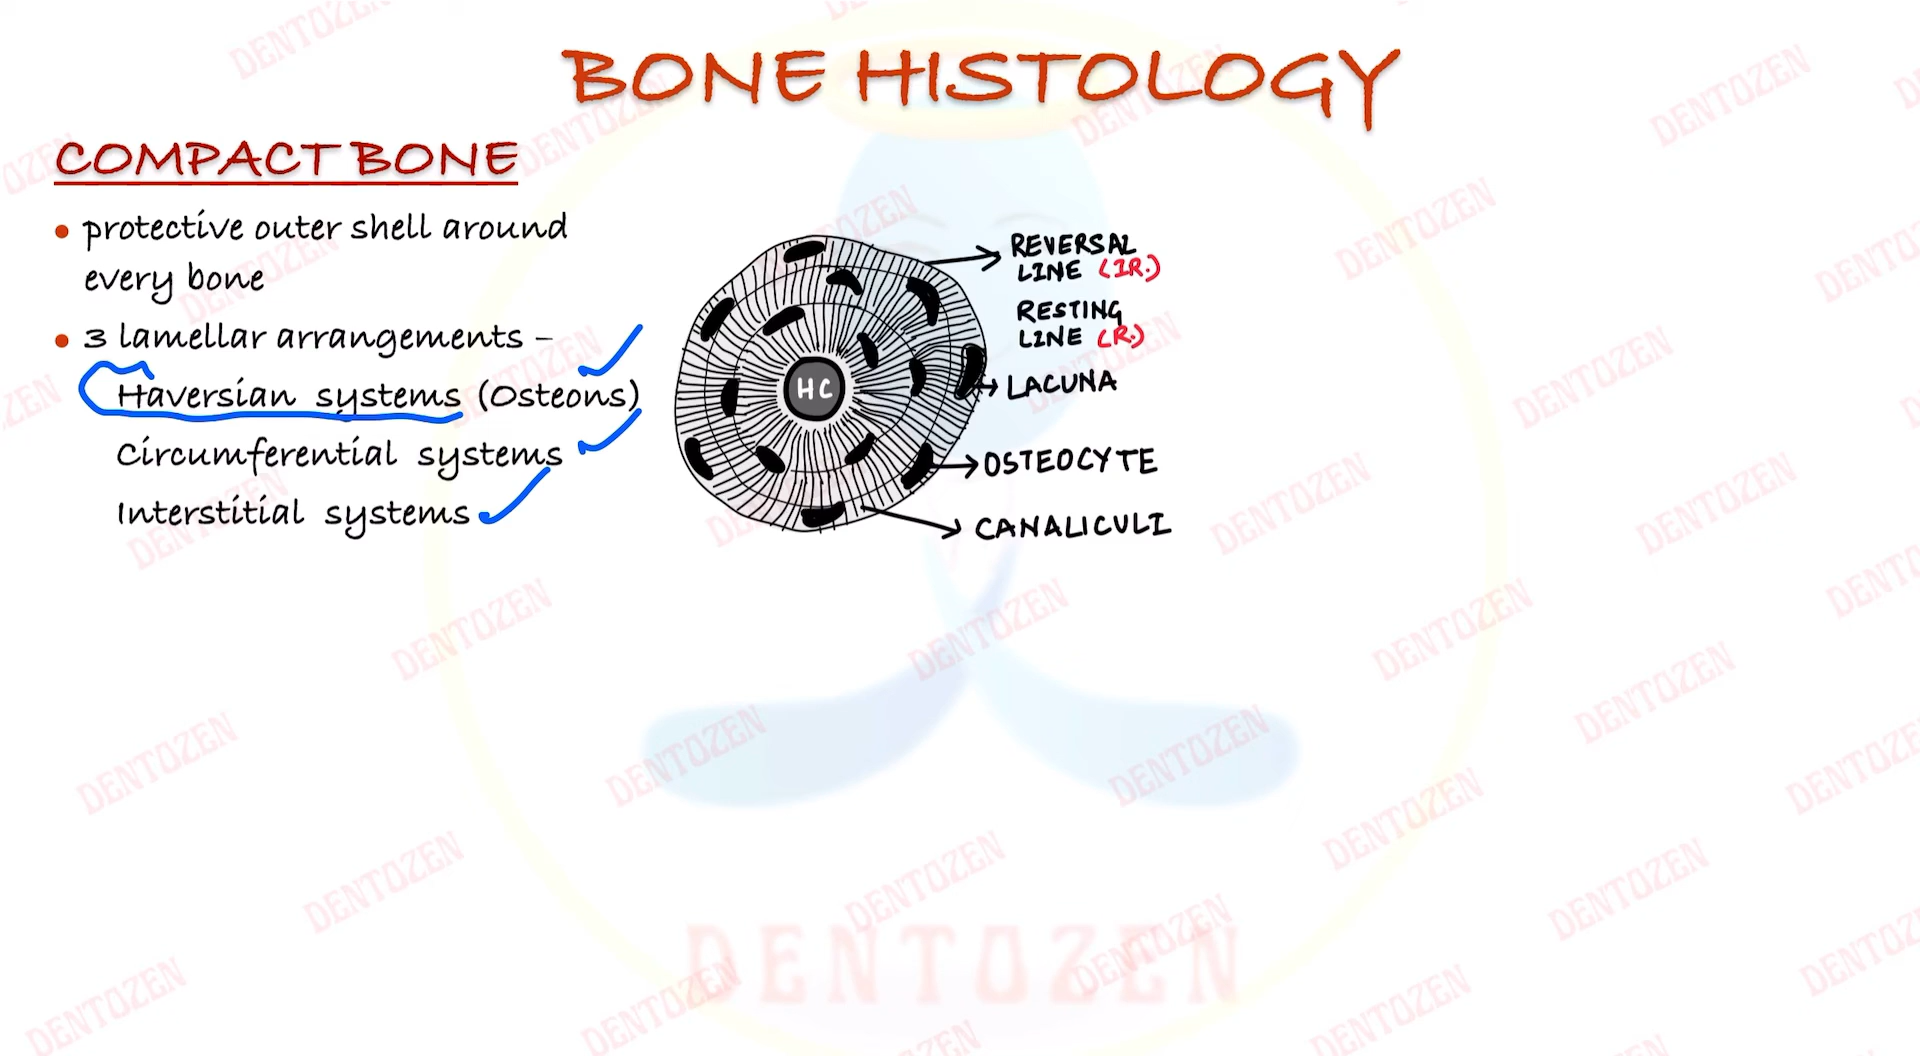 BONE HISTOLOGY
COMPACT BONE
• protective outer shell around
every bone
• 3 lamellar arrangements –
Haversian systems (Osteons)
Circumferential systems
Interstitial systems
HC
REVERSAL
LINE (IR.)
RESTING
LINE (R.)
LACUNA
OSTEOCYTE
CANALICULI
DENTOZEN